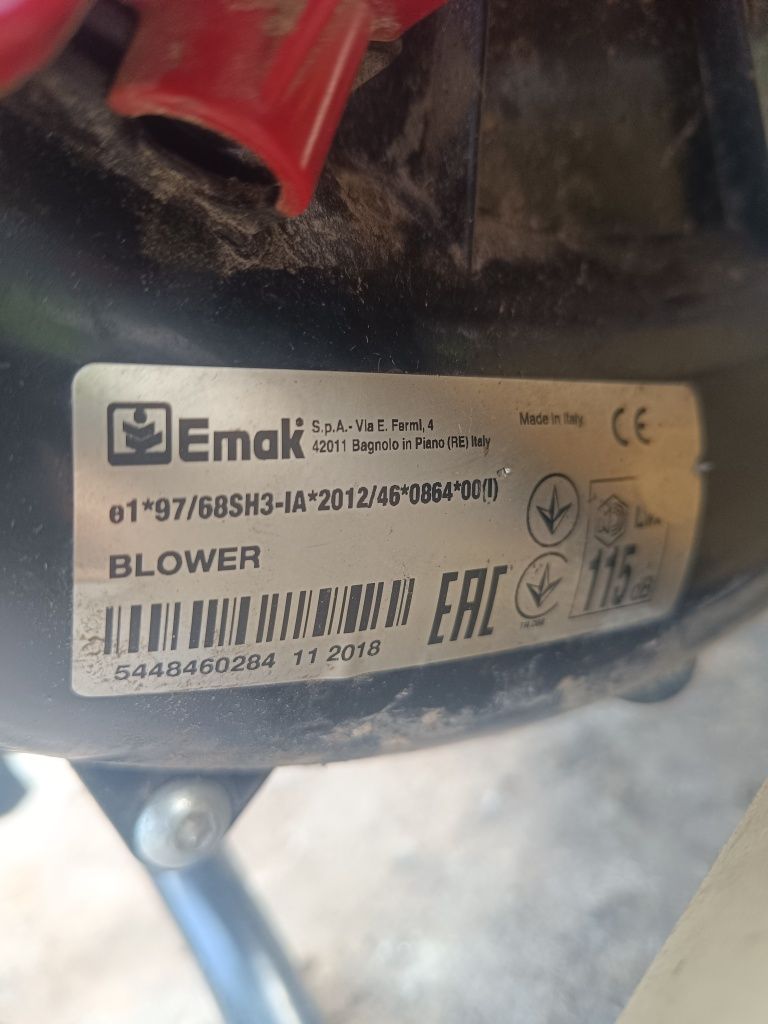 Emak S.p.A.- Via E. Fermi, 4
42011 Bagnolo in Piano (RE) Italy
Made in Italy
CE
e1*97/68SH3-IA*2012/46*0864*00(I)
BLOWER
EAC
115 dB
5448460284 11 2018